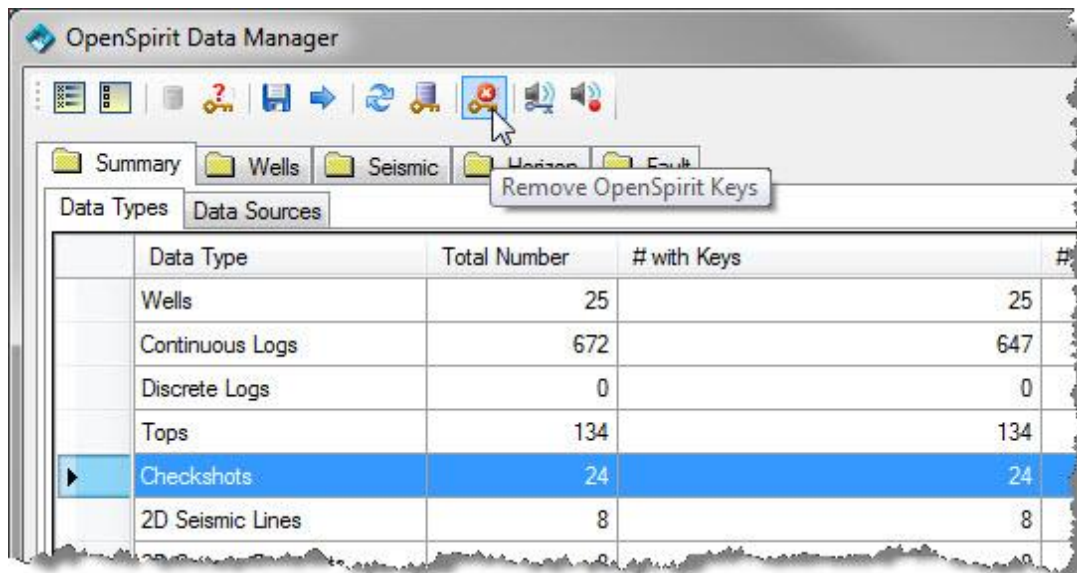 OpenSpirit Data Manager
Summary Wells Seismic Horizon Fault
Remove OpenSpirit Keys
Data Types Data Sources
Data Type Total Number # with Keys #
Wells 25 25
Continuous Logs 672 647
Discrete Logs 0 0
Tops 134 134
Checkshots 24 24
2D Seismic Lines 8 8